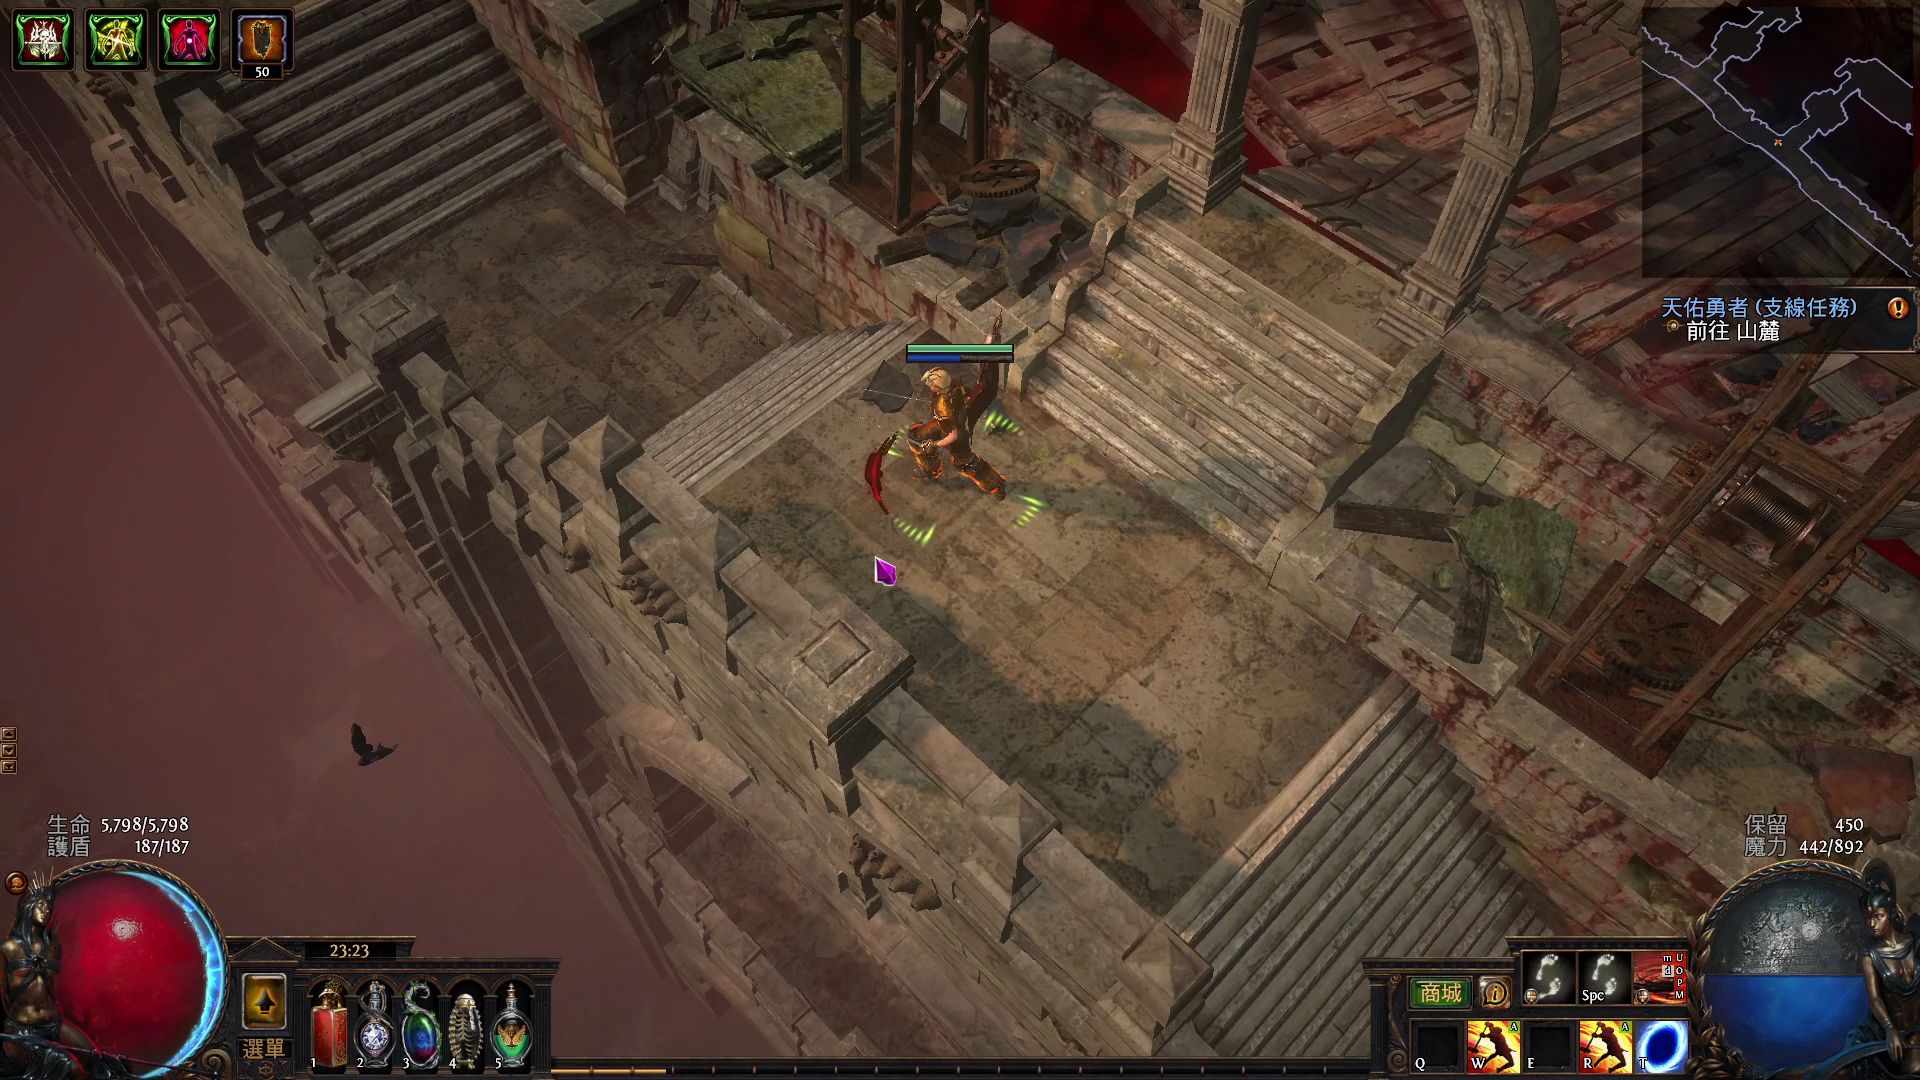 50
天佑勇者 (支線任務)
前往 山麓
生命 5,798/5,798
護盾 187/187
保留 450
魔力 442/892
23:23
選單
1
2
3
4
5
商城
Spc
m U
d O
P
M
Q
W A
E
R A
T